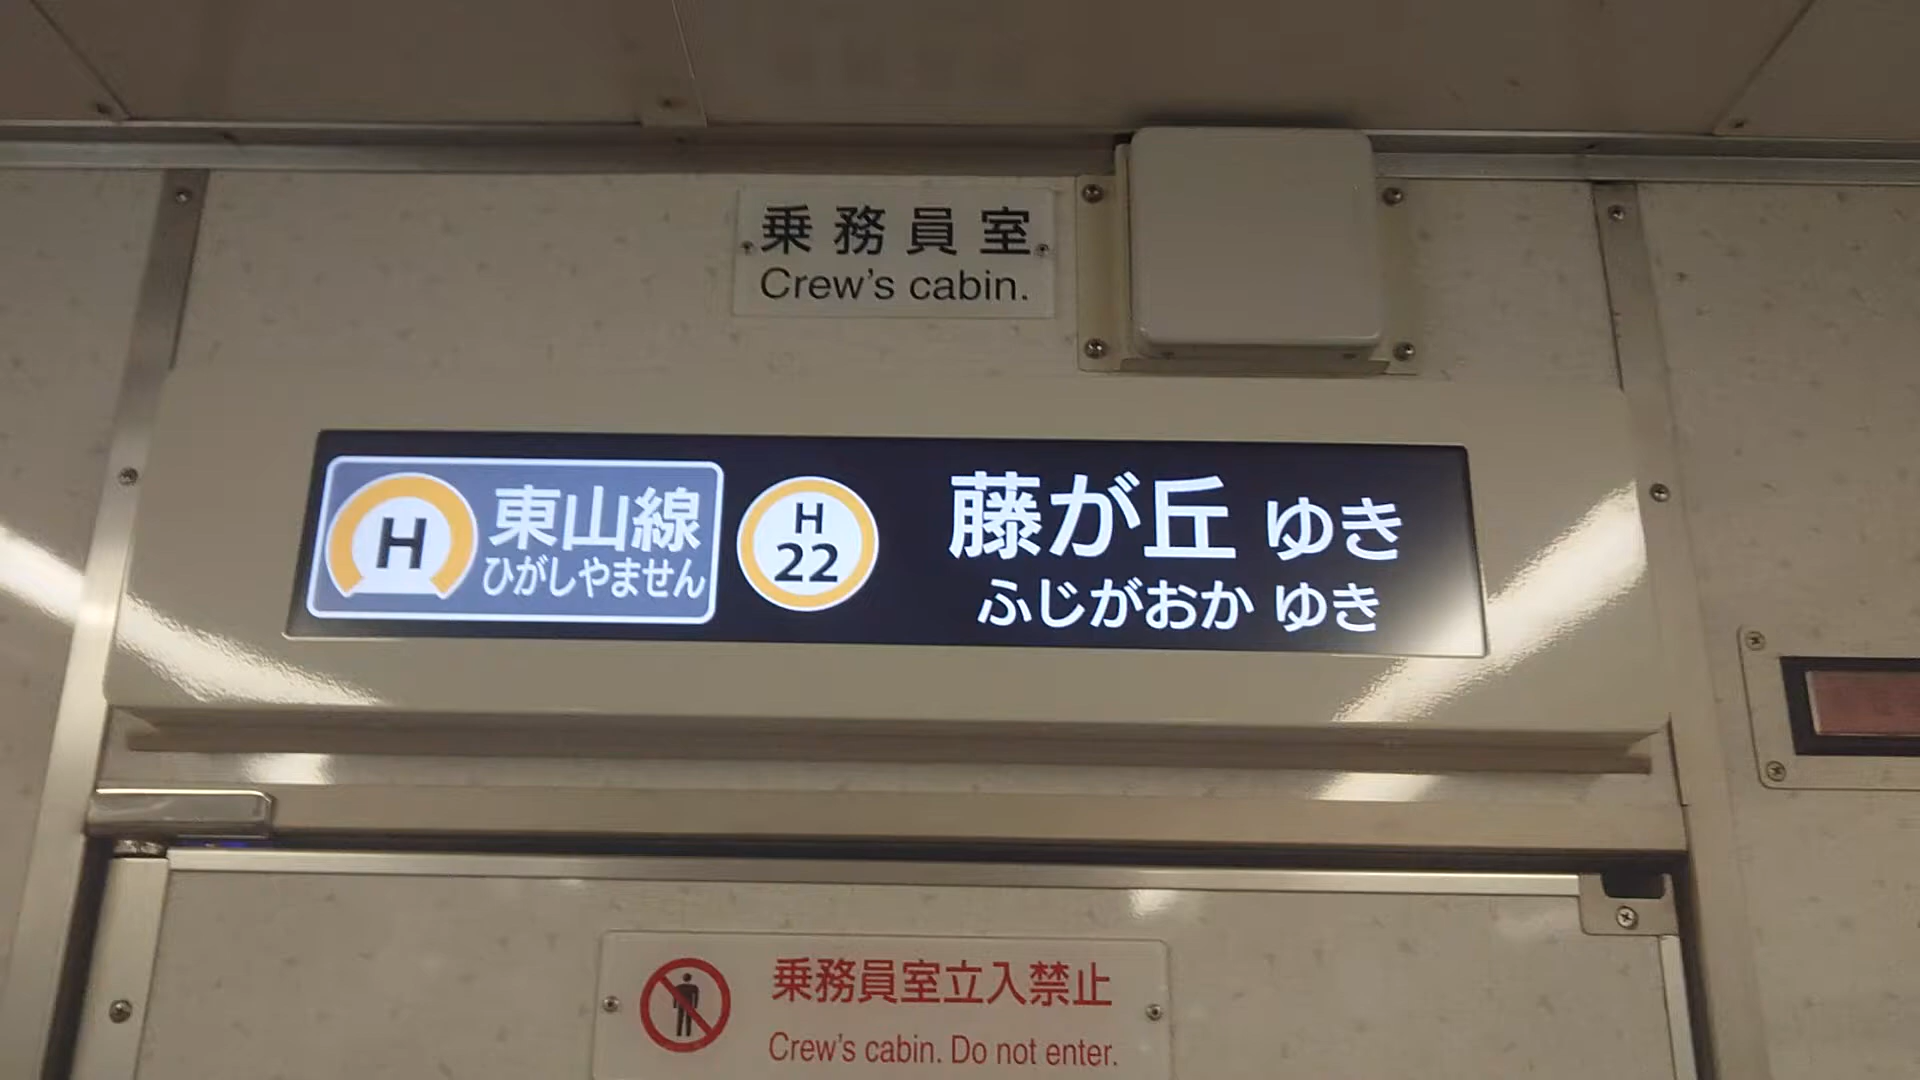 乗務員室
Crew's cabin.
H 東山線
ひがしやません
H
22
藤が丘 ゆき
ふじがおか ゆき
乗務員室立入禁止
Crew's cabin. Do not enter.